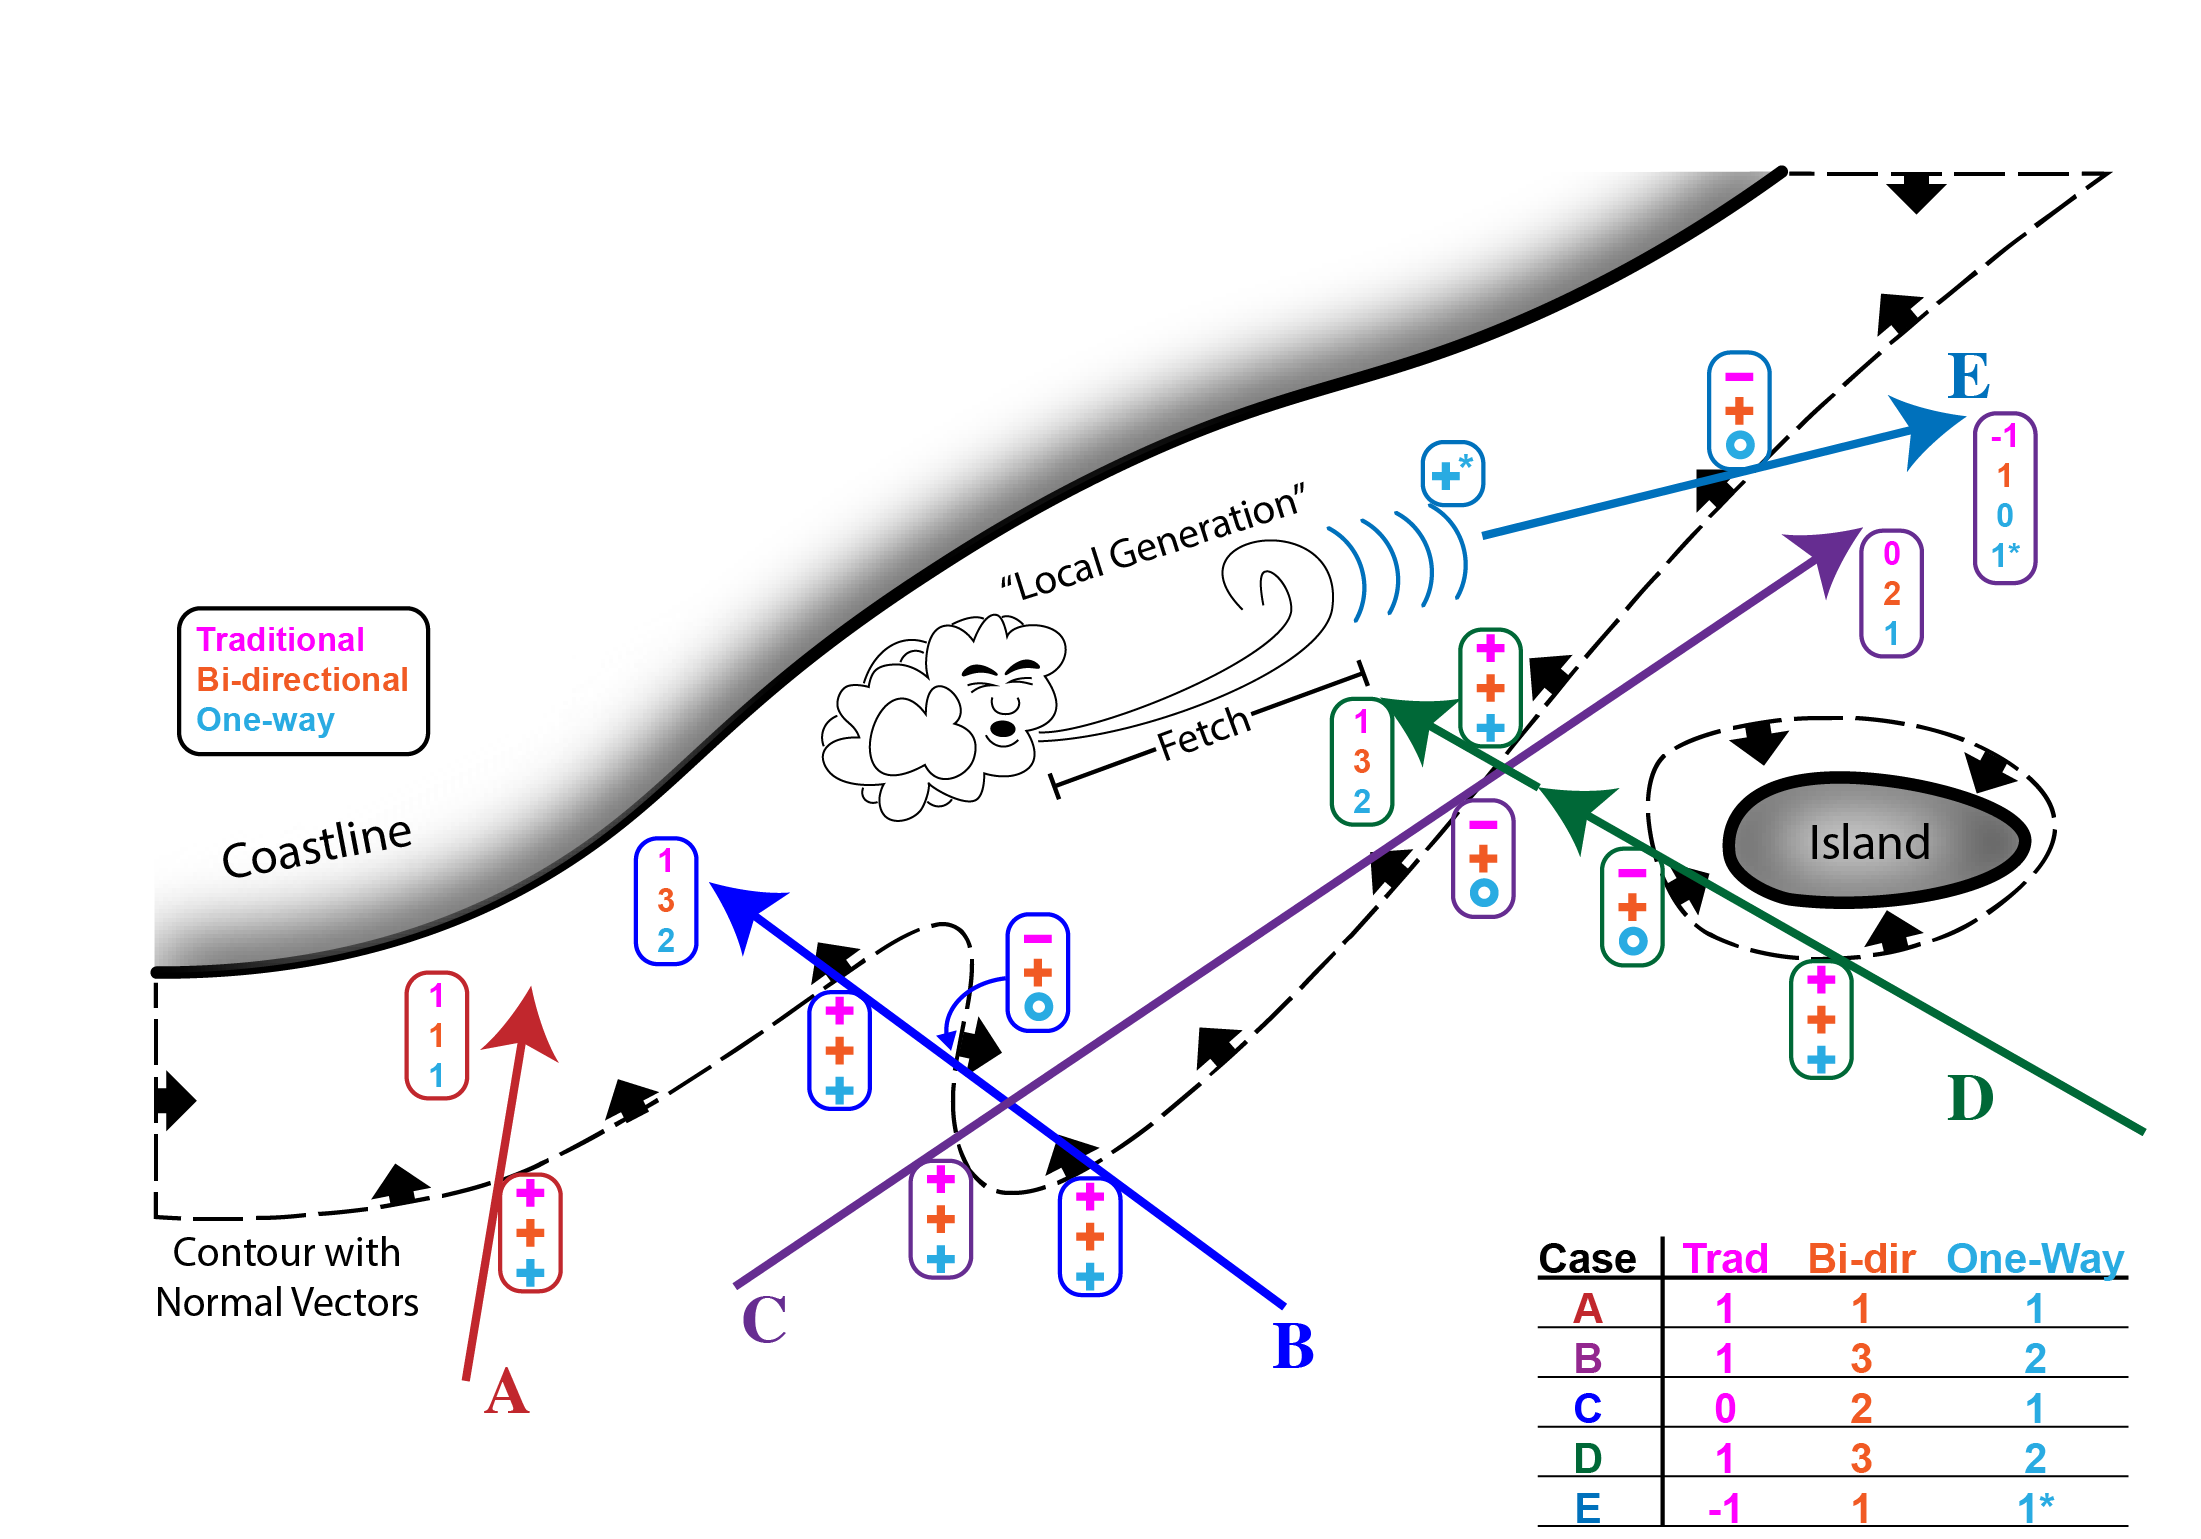 E
-1
1
0
1*
+*
−
+
o
"Local Generation"
0
2
1
Traditional
Bi-directional
One-way
+
+
+
Fetch
1
3
2
Coastline
Island
−
+
o
−
+
o
1
3
2
−
+
o
1
1
1
+
+
+
+
+
+
D
+
+
+
+
+
+
+
+
+
Contour with
Normal Vectors
C
B
A
Case Trad Bi-dir One-Way
A 1 1 1
B 1 3 2
C 0 2 1
D 1 3 2
E -1 1 1*